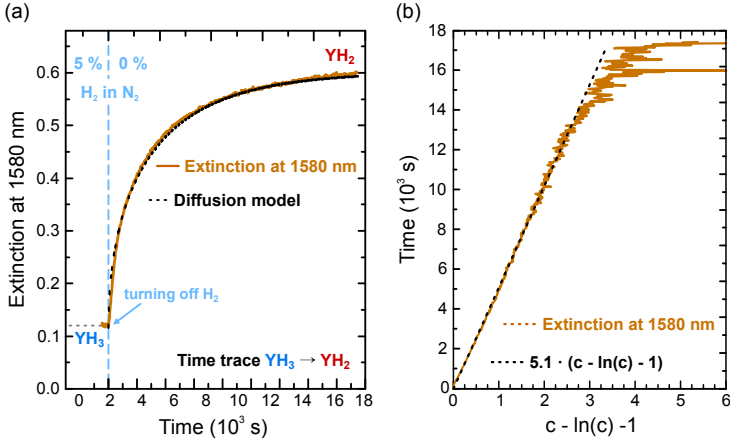 (a)
YH₂
5 % 0 %
H₂ in N₂
Extinction at 1580 nm
Diffusion model
turning off H₂
YH₃
Time trace YH₃ → YH₂
Extinction at 1580 nm
0.0
0.1
0.2
0.3
0.4
0.5
0.6
0 2 4 6 8 10 12 14 16
Time (10³ s)
(b)
Time (10³ s)
18
16
14
12
10
8
6
4
2
0
Extinction at 1580 nm
5.1 · (c - ln(c) - 1)
0 1 2 3 4 5 6
c - ln(c) -1